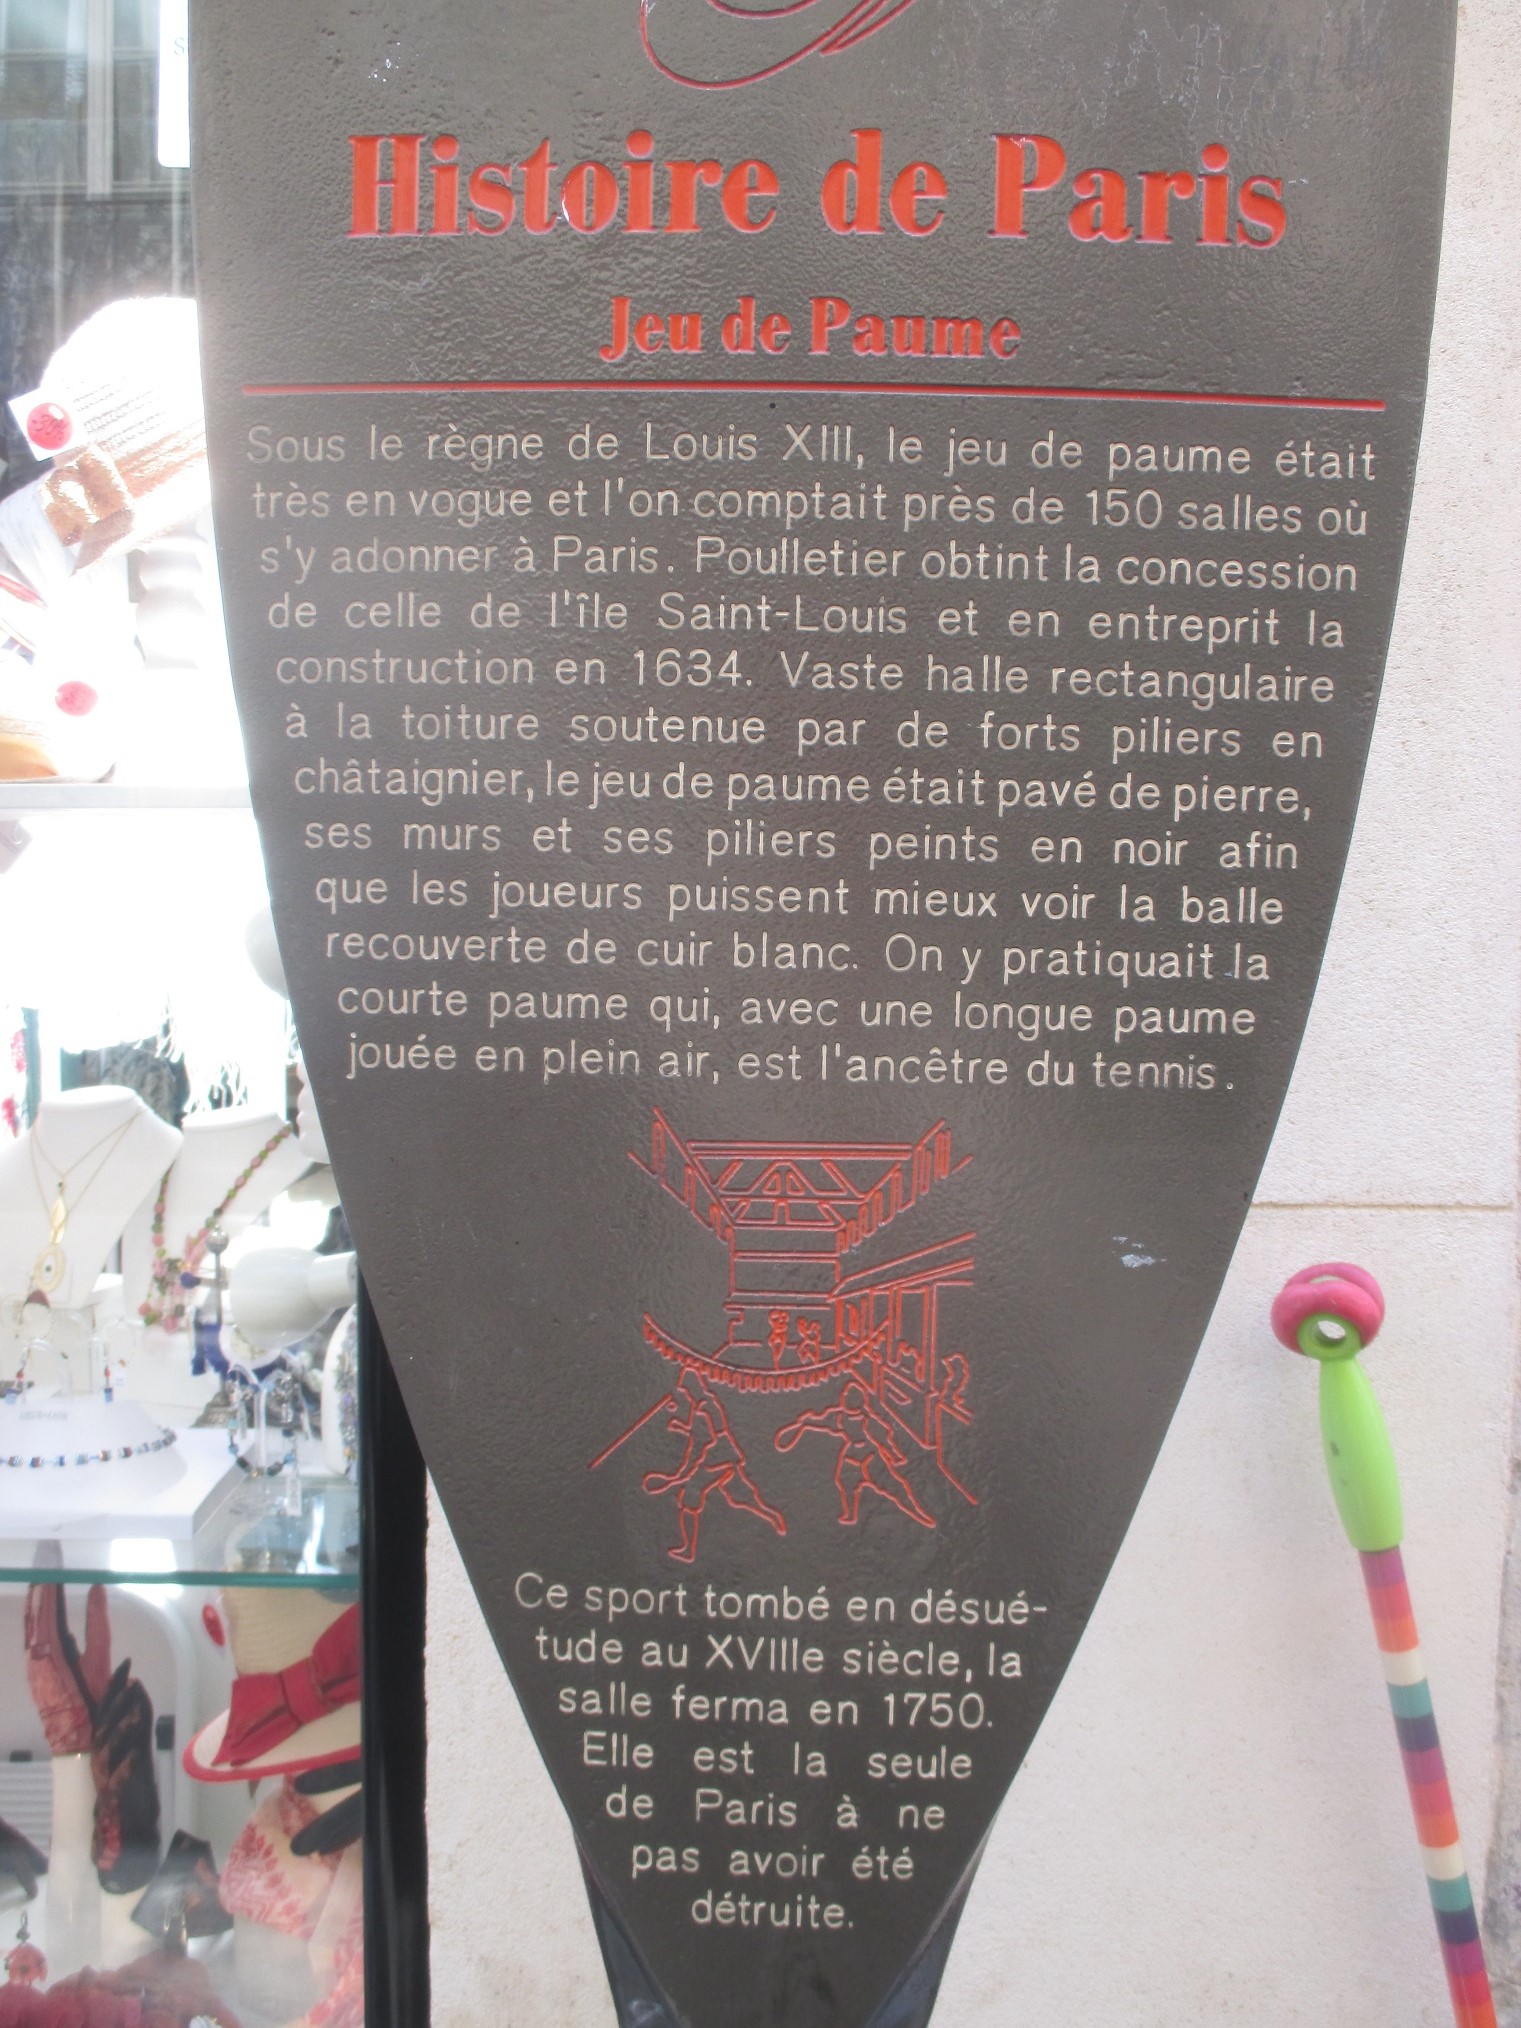 Histoire de Paris
Jeu de Paume
Sous le règne de Louis XIII, le jeu de paume était
très en vogue et l'on comptait près de 150 salles où
s'y adonner à Paris. Poulletier obtint la concession
de celle de l'île Saint-Louis et en entreprit la
construction en 1634. Vaste halle rectangulaire
à la toiture soutenue par de forts piliers en
châtaignier, le jeu de paume était pavé de pierre,
ses murs et ses piliers peints en noir afin
que les joueurs puissent mieux voir la balle
recouverte de cuir blanc. On y pratiquait la
courte paume qui, avec une longue paume
jouée en plein air, est l'ancêtre du tennis.
Ce sport tombé en désué-
tude au XVIIIe siècle, la
salle ferma en 1750.
Elle est la seule
de Paris à ne
pas avoir été
détruite.